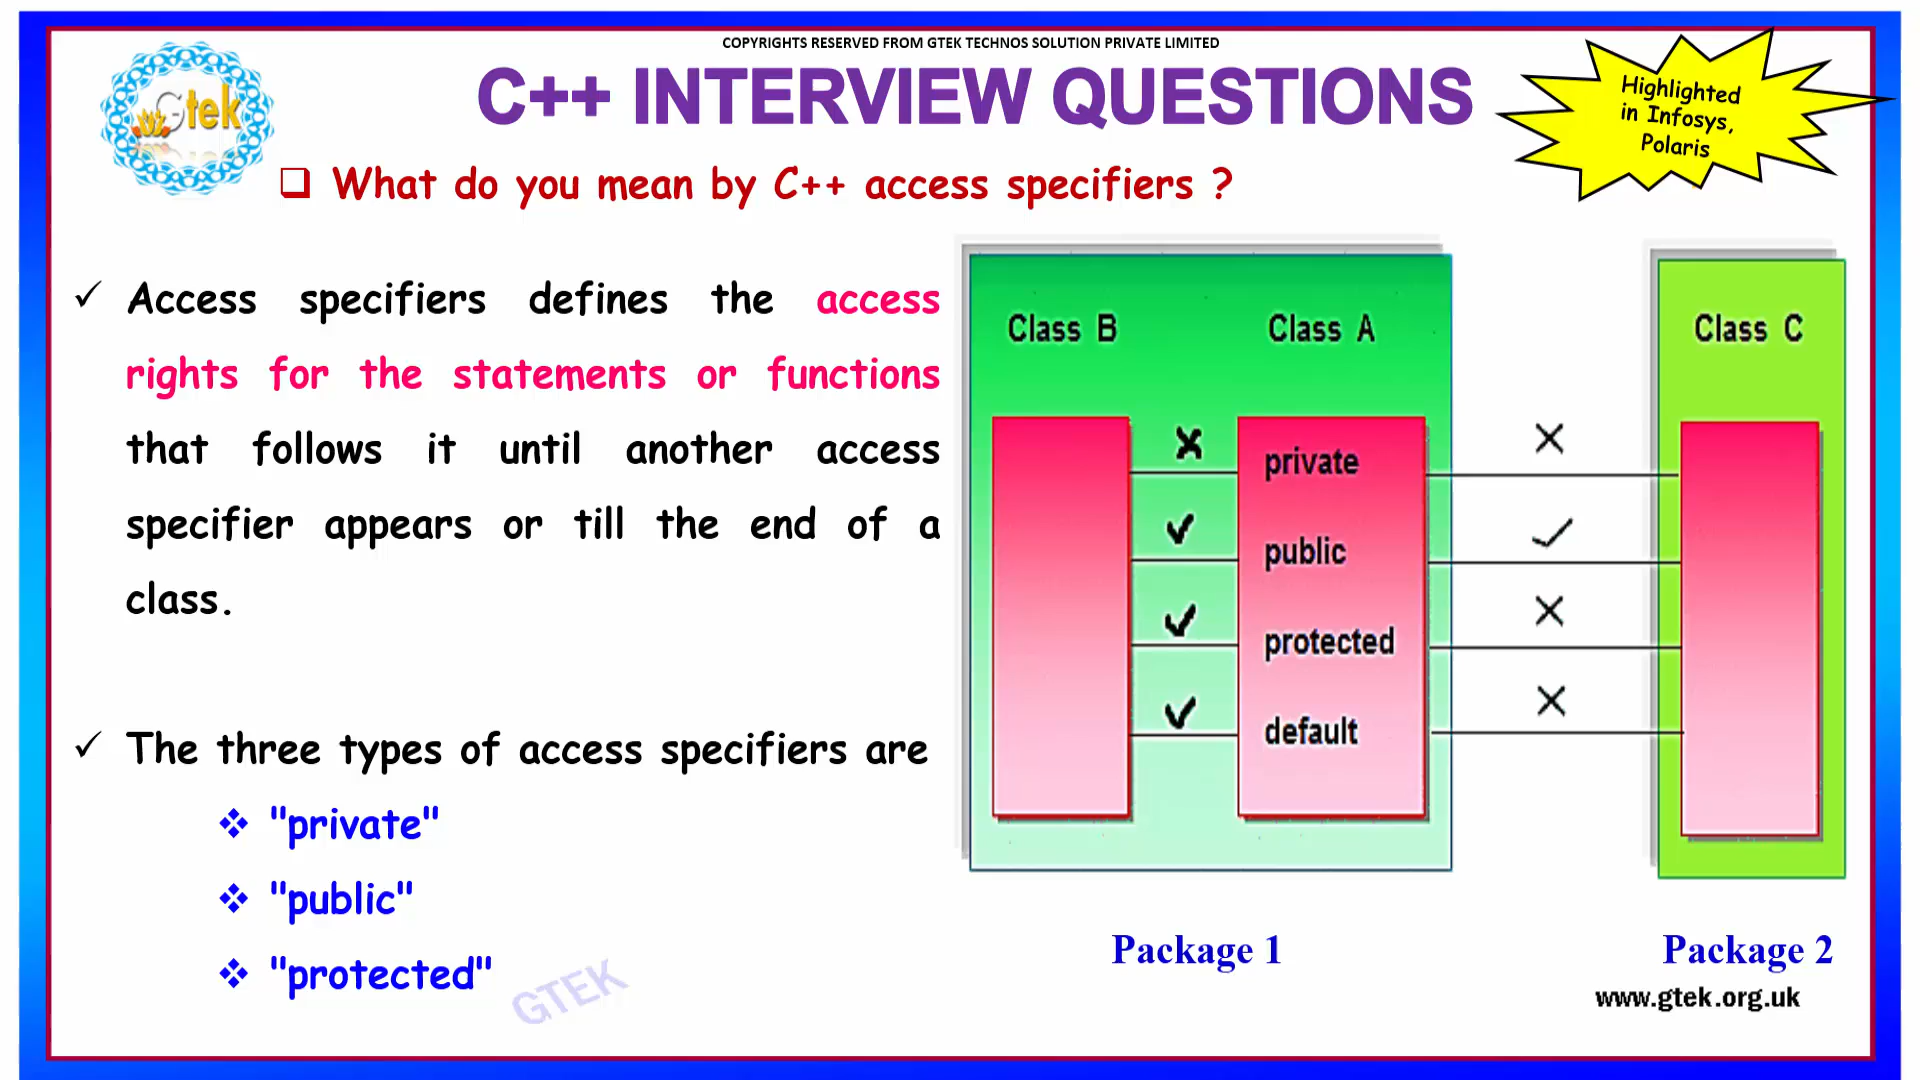 COPYRIGHTS RESERVED FROM GTEK TECHNOS SOLUTION PRIVATE LIMITED
Gtek
C++ INTERVIEW QUESTIONS
Highlighted
in Infosys,
Polaris
What do you mean by C++ access specifiers ?
Access specifiers defines the access
rights for the statements or functions
that follows it until another access
specifier appears or till the end of a
class.
The three types of access specifiers are
"private"
"public"
"protected"
GTEK
Class B
Class A
Class C
private
public
protected
default
Package 1
Package 2
www.gtek.org.uk